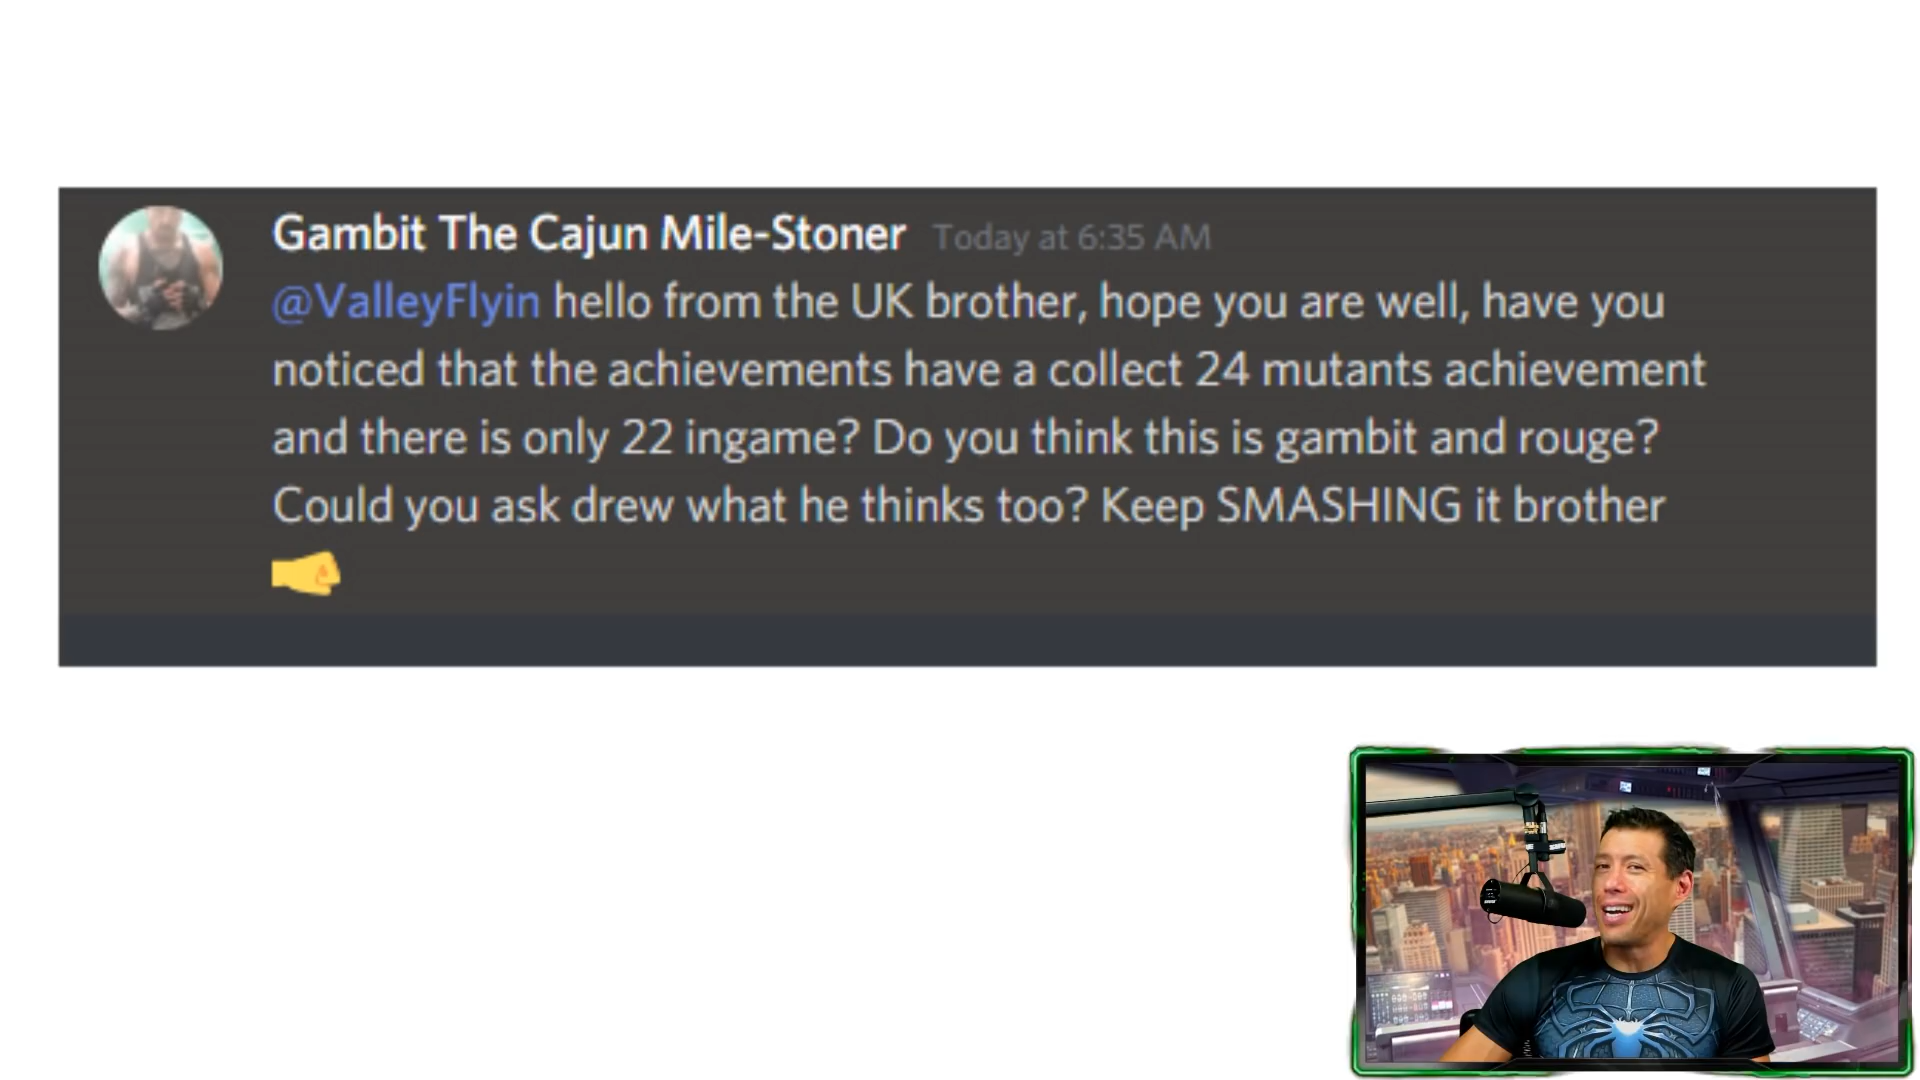 Gambit The Cajun Mile-Stoner Today at 6:35 AM
@ValleyFlyin hello from the UK brother, hope you are well, have you
noticed that the achievements have a collect 24 mutants achievement
and there is only 22 ingame? Do you think this is gambit and rouge?
Could you ask drew what he thinks too? Keep SMASHING it brother